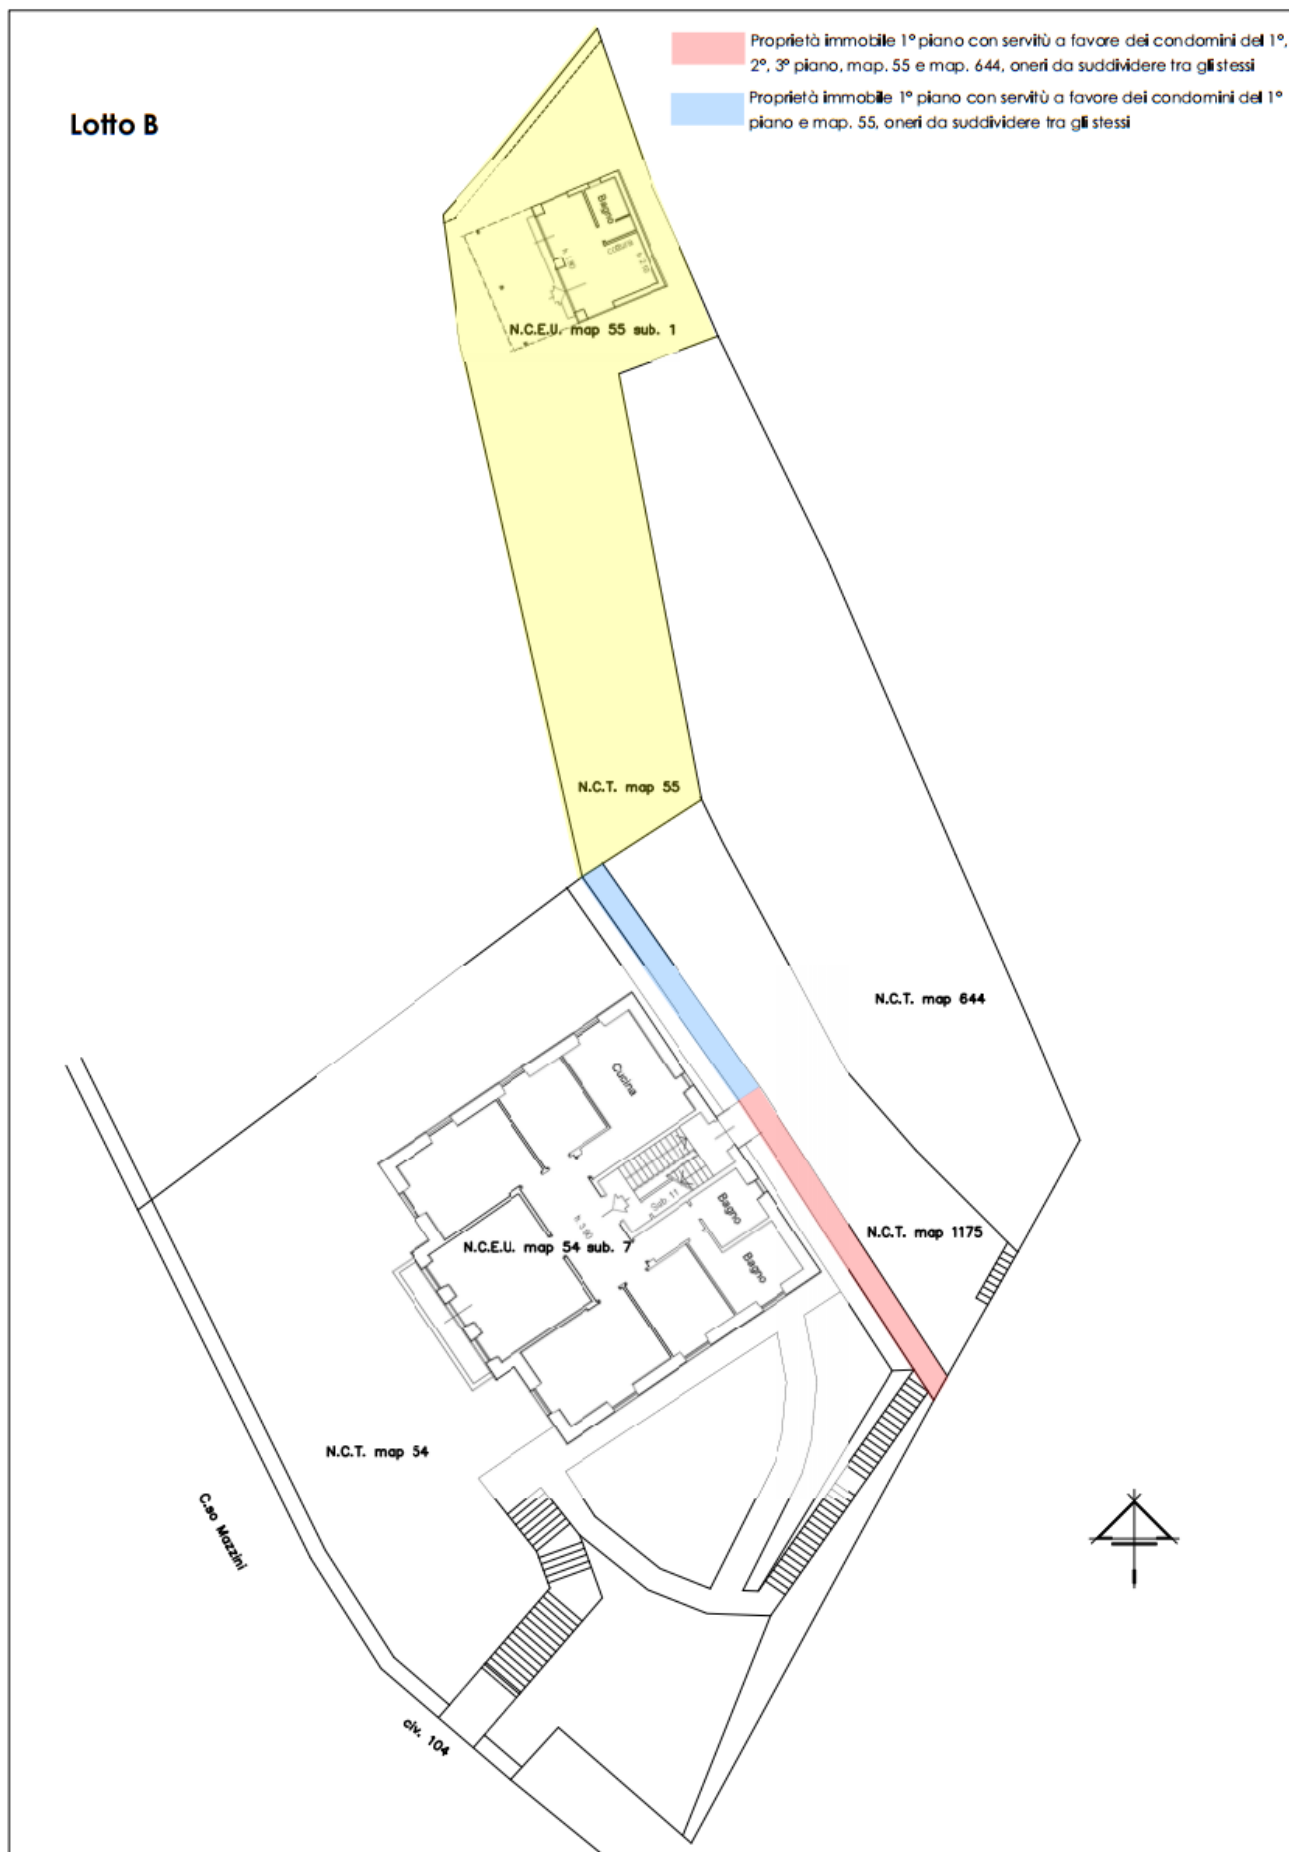 Proprietà immobile 1° piano con servitù a favore dei condomini del 1°,
2°, 3° piano, map. 55 e map. 644, oneri da suddividere tra gli stessi
Proprietà immobile 1° piano con servitù a favore dei condomini del 1°
piano e map. 55, oneri da suddividere tra gli stessi
Lotto B
Bagno
cottura
N.C.E.U. map 55 sub. 1
N.C.T. map 55
N.C.T. map 644
Cucina
Sub. 11
Bagno
h 3.90
N.C.T. map 1175
N.C.E.U. map 54 sub. 7
Bagno
N.C.T. map 54
C.so Mazzini
civ. 104